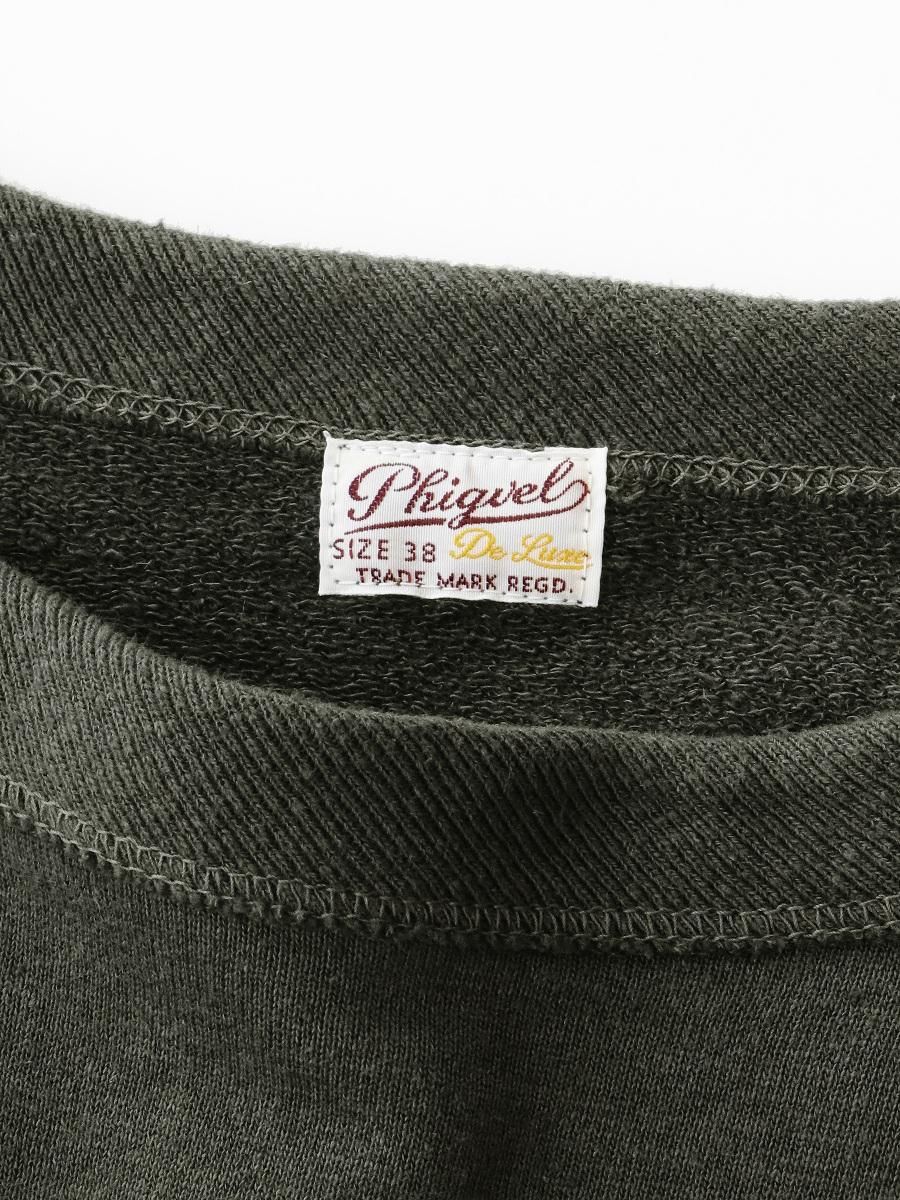 Phigvel
SIZE 38 De Luxe
TRADE MARK REGD.